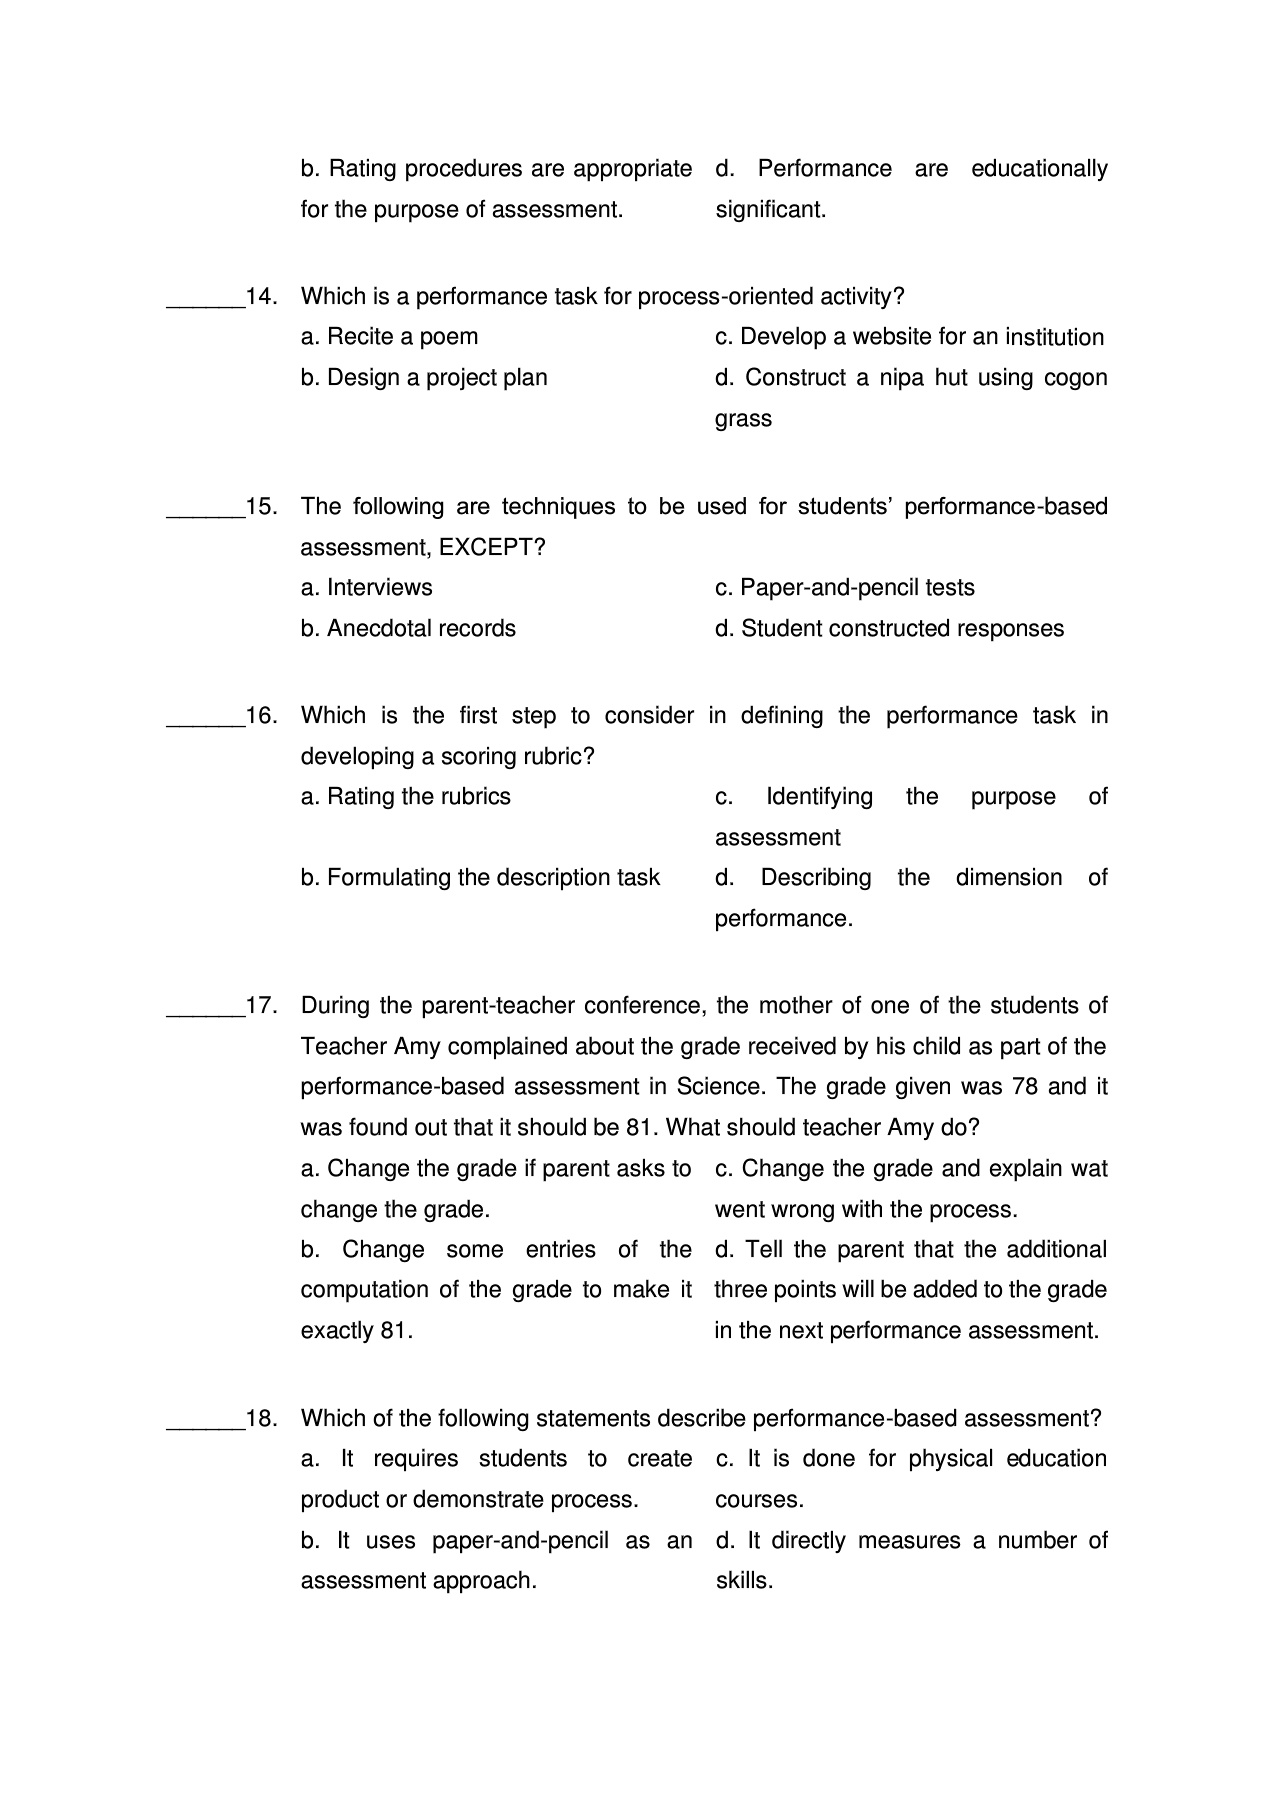 b. Rating procedures are appropriate d. Performance are educationally
for the purpose of assessment. significant.
______14. Which is a performance task for process-oriented activity?
a. Recite a poem c. Develop a website for an institution
b. Design a project plan d. Construct a nipa hut using cogon
grass
______15. The following are techniques to be used for students’ performance-based
assessment, EXCEPT?
a. Interviews c. Paper-and-pencil tests
b. Anecdotal records d. Student constructed responses
______16. Which is the first step to consider in defining the performance task in
developing a scoring rubric?
a. Rating the rubrics c. Identifying the purpose of
assessment
b. Formulating the description task d. Describing the dimension of
performance.
______17. During the parent-teacher conference, the mother of one of the students of
Teacher Amy complained about the grade received by his child as part of the
performance-based assessment in Science. The grade given was 78 and it
was found out that it should be 81. What should teacher Amy do?
a. Change the grade if parent asks to c. Change the grade and explain wat
change the grade. went wrong with the process.
b. Change some entries of the d. Tell the parent that the additional
computation of the grade to make it three points will be added to the grade
exactly 81. in the next performance assessment.
______18. Which of the following statements describe performance-based assessment?
a. It requires students to create c. It is done for physical education
product or demonstrate process. courses.
b. It uses paper-and-pencil as an d. It directly measures a number of
assessment approach. skills.